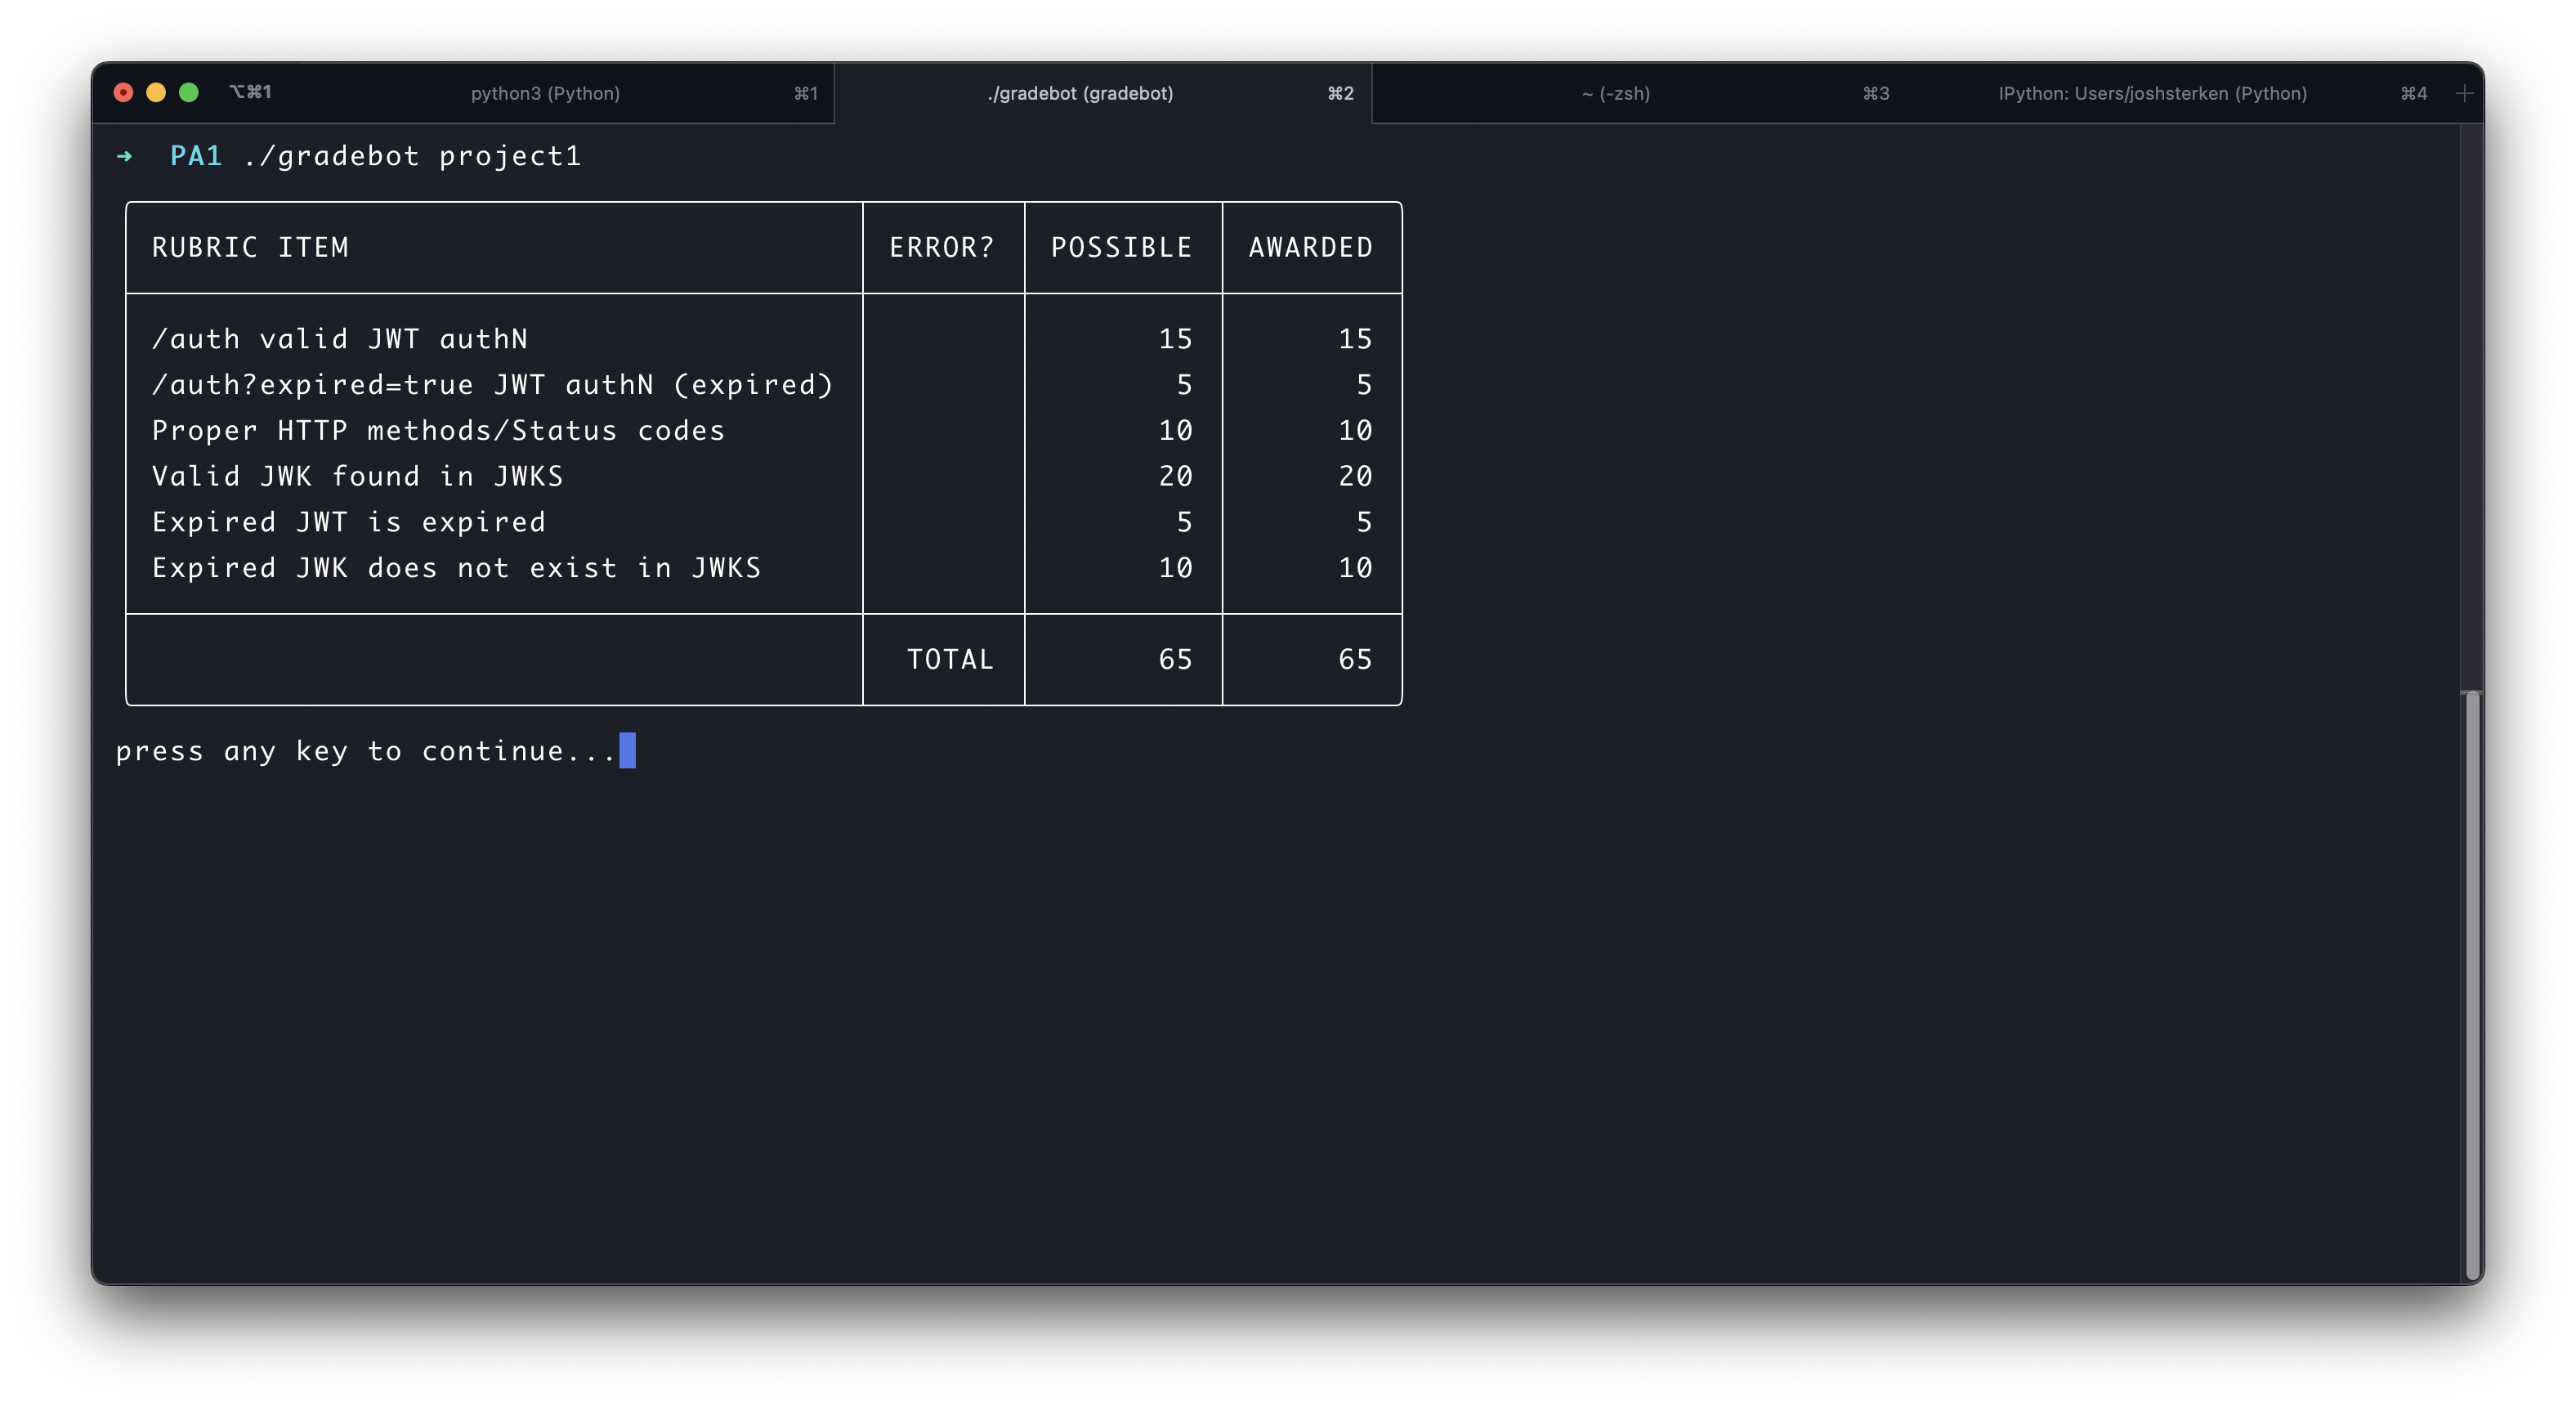 ⌥⌘1 python3 (Python) ⌘1 ./gradebot (gradebot) ⌘2 ~ (-zsh) ⌘3 IPython: Users/joshsterken (Python) ⌘4 +
➜ PA1 ./gradebot project1
RUBRIC ITEM ERROR? POSSIBLE AWARDED
/auth valid JWT authN 15 15
/auth?expired=true JWT authN (expired) 5 5
Proper HTTP methods/Status codes 10 10
Valid JWK found in JWKS 20 20
Expired JWT is expired 5 5
Expired JWK does not exist in JWKS 10 10
TOTAL 65 65
press any key to continue...